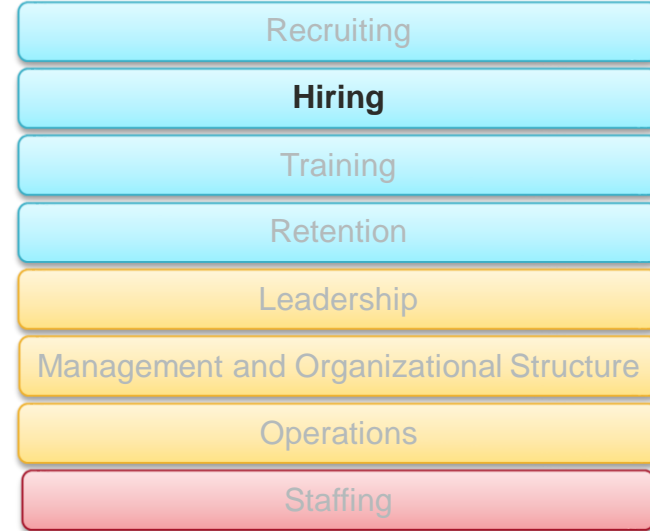 Recruiting
Hiring
Training
Retention
Leadership
Management and Organizational Structure
Operations
Staffing